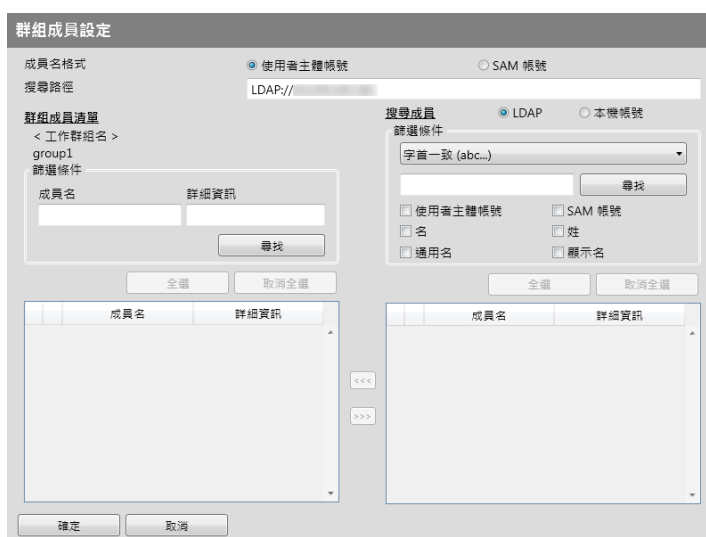 群組成員設定
成員名格式
使用者主體帳號
SAM 帳號
搜尋路徑
LDAP://
群組成員清單
< 工作群組名 >
group1
篩選條件
成員名
詳細資訊
尋找
全選
取消全選
成員名
詳細資訊
搜尋成員
LDAP
本機帳號
篩選條件
字首一致 (abc...)
尋找
使用者主體帳號
SAM 帳號
名
姓
通用名
顯示名
全選
取消全選
成員名
詳細資訊
<<<
>>>
確定
取消